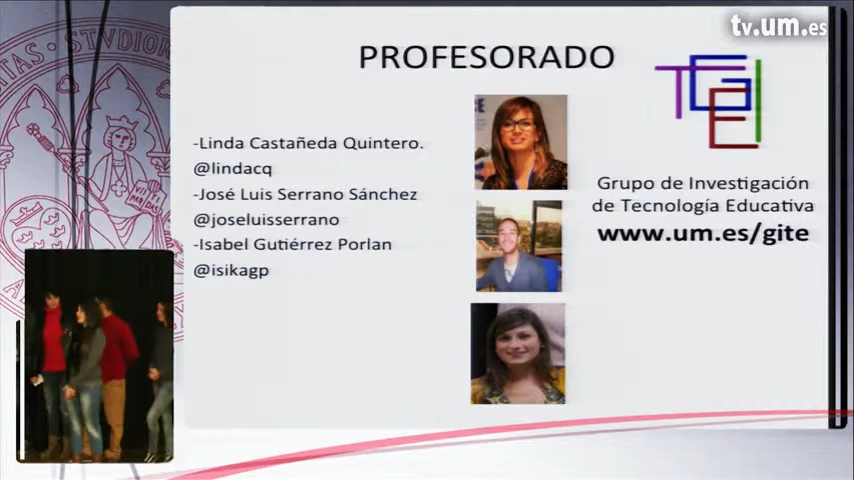 tv.um.es
PROFESORADO
-Linda Castañeda Quintero.
@lindacq
-José Luis Serrano Sánchez
@joseluisserrano
-Isabel Gutiérrez Porlan
@isikagp
Grupo de Investigación
de Tecnología Educativa
www.um.es/gite